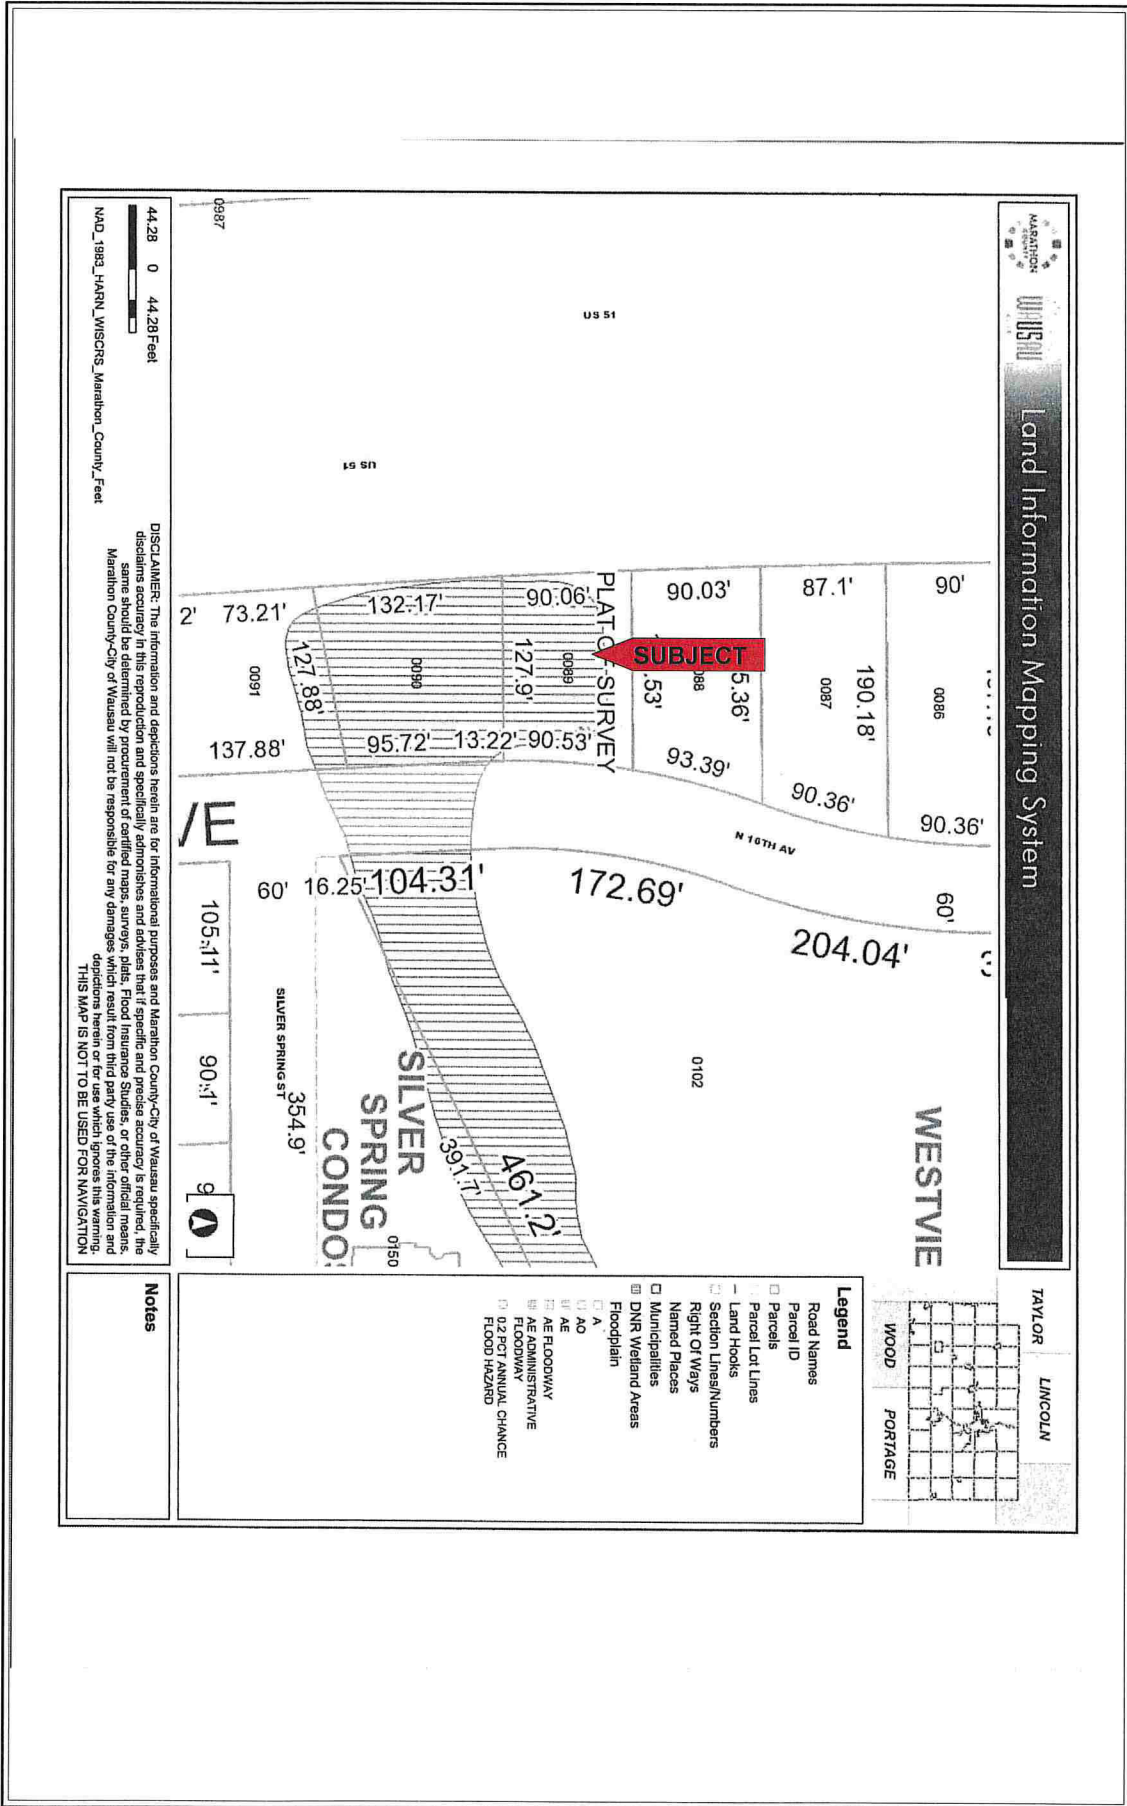 MARATHON
COUNTY
WAUSAU
Land Information Mapping System
TAYLOR
LINCOLN
WOOD
PORTAGE
Legend
Road Names
Parcel ID
Parcels
Parcel Lot Lines
Land Hooks
Section Lines/Numbers
Right Of Ways
Named Places
Municipalities
DNR Wetland Areas
Floodplain
A
AO
AE
AE FLOODWAY
AE ADMINISTRATIVE
FLOODWAY
0.2 PCT ANNUAL CHANCE
FLOOD HAZARD
Notes
US 51
US 51
0987
90'
0086
90.36'
190.18'
87.1'
0087
90.36'
90.03'
5.36'
88
.53'
93.39'
SUBJECT
PLAT-OF-SURVEY
90.06'
0089
90.53'
127.9'
13.22'
132.17'
0090
95.72'
127.88'
73.21'
2'
0091
137.88'
VE
N 10TH AV
60'
204.04'
172.69'
104.31'
16.25'
60'
0102
WESTVIE
461.2'
391.7'
SILVER
SPRING
CONDO
0150
354.9'
SILVER SPRING ST
105.11'
90.1'
9
44.28 0 44.28 Feet
NAD_1983_HARN_WISCRS_Marathon_County_Feet
DISCLAIMER: The information and depictions herein are for informational purposes and Marathon County-City of Wausau specifically
disclaims accuracy in this reproduction and specifically admonishes and advises that if specific and precise accuracy is required, the
same should be determined by procurement of certified maps, surveys, plats, Flood Insurance Studies, or other official means.
Marathon County-City of Wausau will not be responsible for any damages which result from third party use of the information and
depictions herein or for use which ignores this warning.
THIS MAP IS NOT TO BE USED FOR NAVIGATION